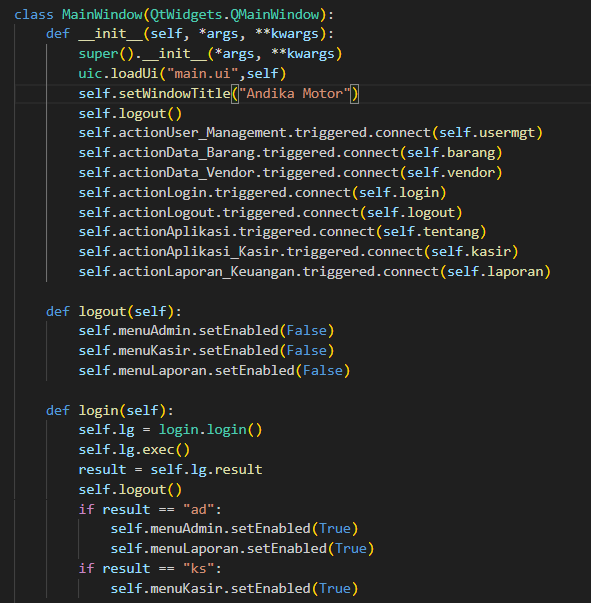 class MainWindow(QtWidgets.QMainWindow):
    def __init__(self, *args, **kwargs):
        super().__init__(*args, **kwargs)
        uic.loadUi("main.ui",self)
        self.setWindowTitle("Andika Motor")
        self.logout()
        self.actionUser_Management.triggered.connect(self.usermgt)
        self.actionData_Barang.triggered.connect(self.barang)
        self.actionData_Vendor.triggered.connect(self.vendor)
        self.actionLogin.triggered.connect(self.login)
        self.actionLogout.triggered.connect(self.logout)
        self.actionAplikasi.triggered.connect(self.tentang)
        self.actionAplikasi_Kasir.triggered.connect(self.kasir)
        self.actionLaporan_Keuangan.triggered.connect(self.laporan)

    def logout(self):
        self.menuAdmin.setEnabled(False)
        self.menuKasir.setEnabled(False)
        self.menuLaporan.setEnabled(False)

    def login(self):
        self.lg = login.login()
        self.lg.exec()
        result = self.lg.result
        self.logout()
        if result == "ad":
            self.menuAdmin.setEnabled(True)
            self.menuLaporan.setEnabled(True)
        if result == "ks":
            self.menuKasir.setEnabled(True)